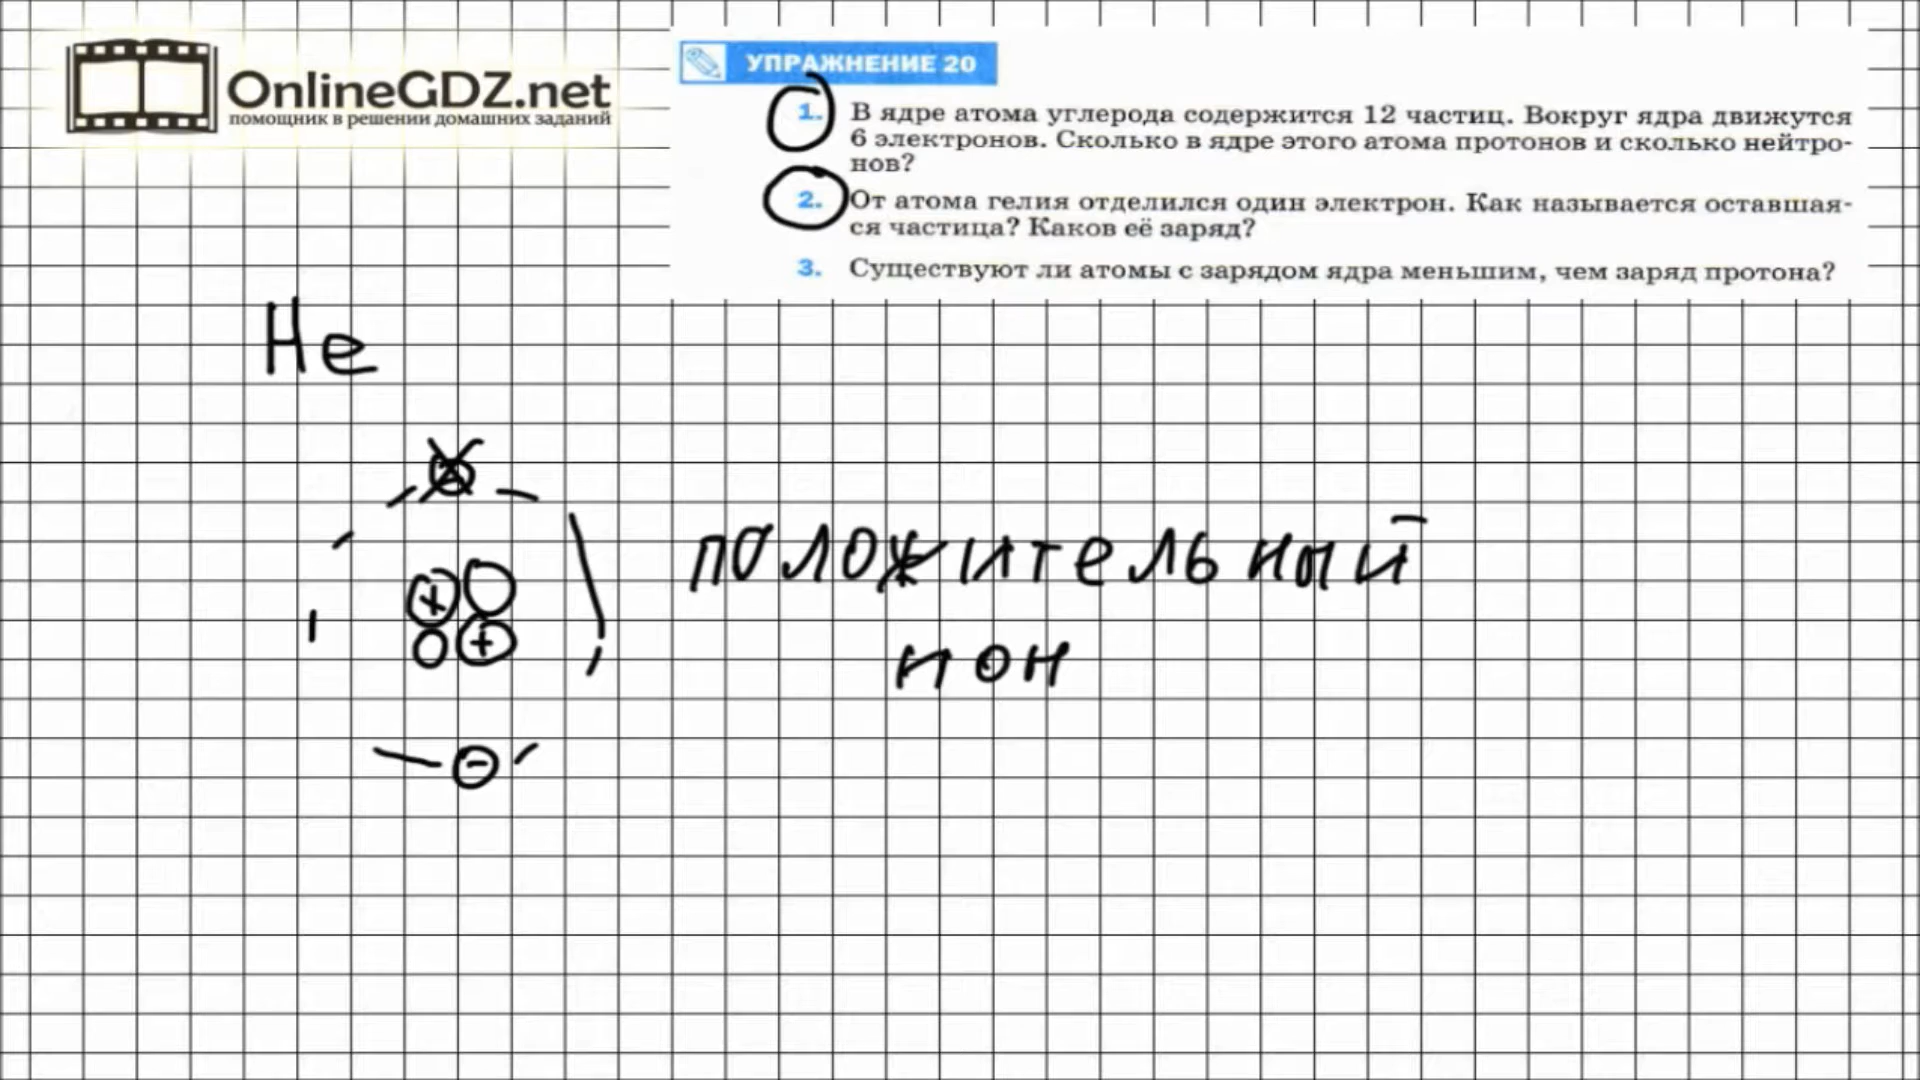 OnlineGDZ.net
помощник в решении домашних заданий
УПРАЖНЕНИЕ 20
1. В ядре атома углерода содержится 12 частиц. Вокруг ядра движутся
6 электронов. Сколько в ядре этого атома протонов и сколько нейтро-
нов?
2. От атома гелия отделился один электрон. Как называется оставшая-
ся частица? Каков её заряд?
3. Существуют ли атомы с зарядом ядра меньшим, чем заряд протона?
He
+
+
положительный
ион
-